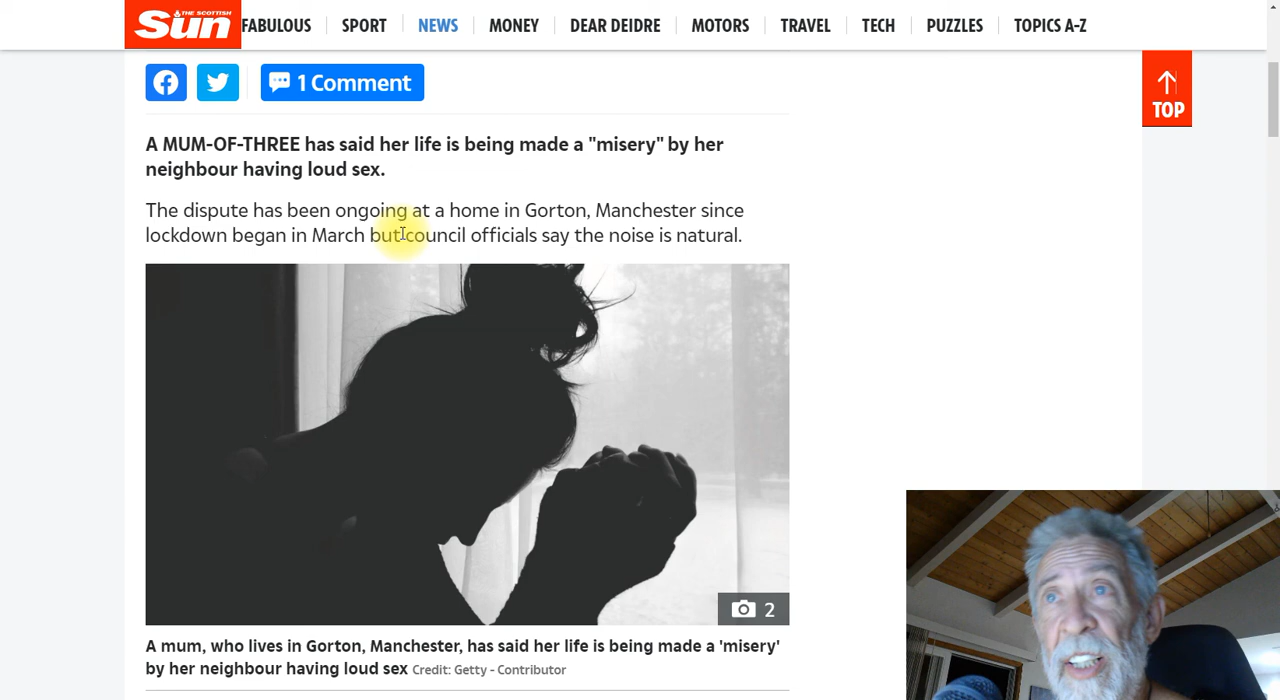 THE SCOTTISH
Sun
FABULOUS SPORT NEWS MONEY DEAR DEIDRE MOTORS TRAVEL TECH PUZZLES TOPICS A-Z
1 Comment
TOP
A MUM-OF-THREE has said her life is being made a "misery" by her
neighbour having loud sex.
The dispute has been ongoing at a home in Gorton, Manchester since
lockdown began in March but council officials say the noise is natural.
2
A mum, who lives in Gorton, Manchester, has said her life is being made a 'misery'
by her neighbour having loud sex Credit: Getty - Contributor